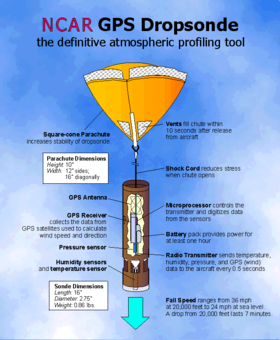 NCAR GPS Dropsonde
the definitive atmospheric profiling tool
Vents fill chute within
10 seconds after release
from aircraft
Square-cone Parachute
increases stability of dropsonde
Parachute Dimensions
Height: 10"
Width: 12" sides;
16" diagonally
Shock Cord reduces stress
when chute opens
GPS Antenna
Microprocessor controls the
transmitter and digitizes data
from the sensors
GPS Receiver
collects the data from
GPS satellites used to calculate
wind speed and direction
Battery pack provides power for
at least one hour
Pressure sensor
Radio Transmitter sends temperature,
humidity, pressure, and GPS (wind)
data to the aircraft every 0.5 seconds
Humidity sensors
and temperature sensor
Sonde Dimensions
Length: 16"
Diameter: 2.75"
Weight: 0.86 lbs.
Fall Speed ranges from 36 mph
at 20,000 feet to 24 mph at sea level.
A drop from 20,000 feet lasts 7 minutes.